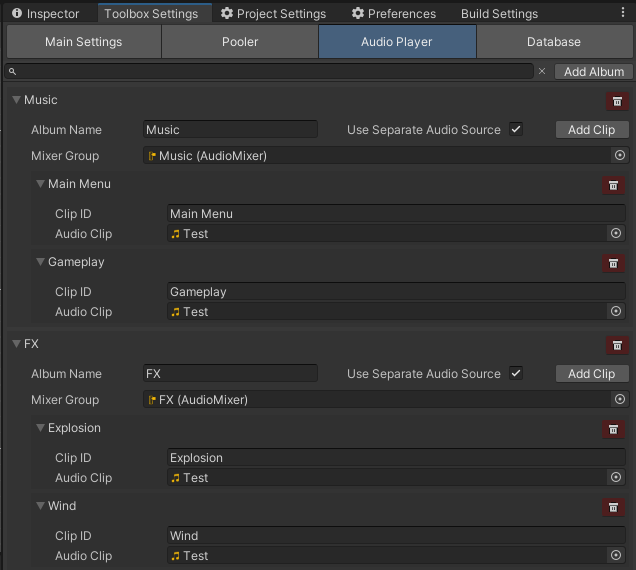 Inspector Toolbox Settings Project Settings Preferences Build Settings
Main Settings Pooler Audio Player Database
Add Album
Music
Album Name Music Use Separate Audio Source Add Clip
Mixer Group Music (AudioMixer)
Main Menu
Clip ID Main Menu
Audio Clip Test
Gameplay
Clip ID Gameplay
Audio Clip Test
FX
Album Name FX Use Separate Audio Source Add Clip
Mixer Group FX (AudioMixer)
Explosion
Clip ID Explosion
Audio Clip Test
Wind
Clip ID Wind
Audio Clip Test